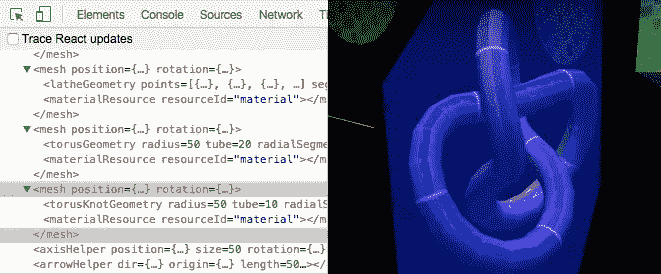 Elements Console Sources Network
Trace React updates
</mesh>
▼<mesh position={…} rotation={…}>
<latheGeometry points=[{…}, {…}, {…}, …] seg
<materialResource resourceId="material"></m
</mesh>
▼<mesh position={…} rotation={…}>
<torusGeometry radius=50 tube=20 radialSegme
<materialResource resourceId="material"></m
</mesh>
▼<mesh position={…} rotation={…}>
<torusKnotGeometry radius=50 tube=10 radialS
<materialResource resourceId="material"></m
</mesh>
<axisHelper position={…} size=50 rotation={…}
<arrowHelper dir={…} origin={…} length=50…></